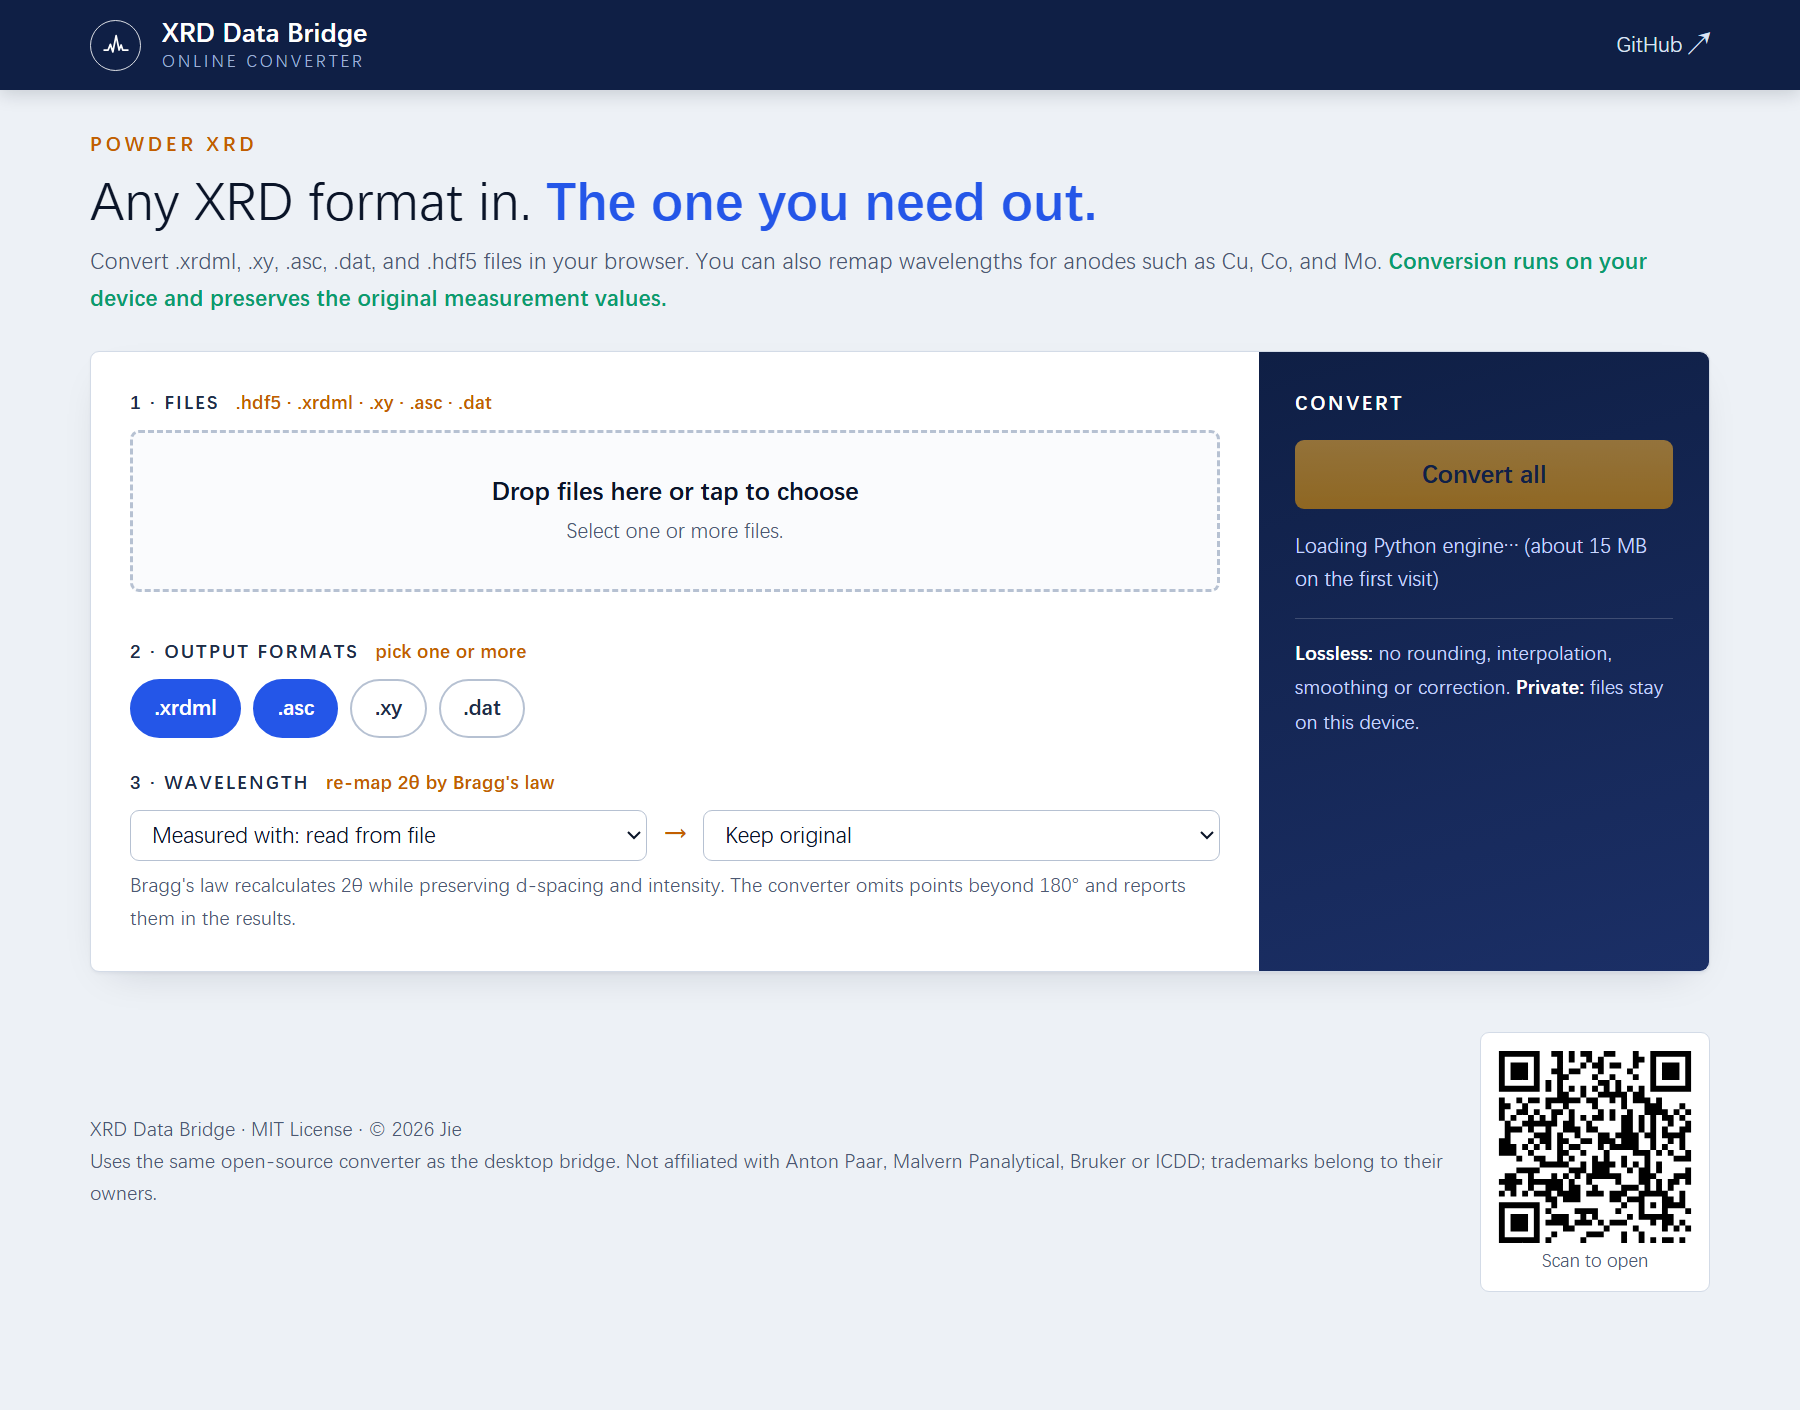 XRD Data Bridge
ONLINE CONVERTER
GitHub ↗
POWDER XRD
Any XRD format in. The one you need out.
Convert .xrdml, .xy, .asc, .dat, and .hdf5 files in your browser. You can also remap wavelengths for anodes such as Cu, Co, and Mo. Conversion runs on your
device and preserves the original measurement values.
1 · FILES .hdf5 · .xrdml · .xy · .asc · .dat
Drop files here or tap to choose
Select one or more files.
2 · OUTPUT FORMATS pick one or more
.xrdml .asc .xy .dat
3 · WAVELENGTH re-map 2θ by Bragg's law
Measured with: read from file → Keep original
Bragg's law recalculates 2θ while preserving d-spacing and intensity. The converter omits points beyond 180° and reports
them in the results.
CONVERT
Convert all
Loading Python engine… (about 15 MB
on the first visit)
Lossless: no rounding, interpolation,
smoothing or correction. Private: files stay
on this device.
XRD Data Bridge · MIT License · © 2026 Jie
Uses the same open-source converter as the desktop bridge. Not affiliated with Anton Paar, Malvern Panalytical, Bruker or ICDD; trademarks belong to their
owners.
Scan to open